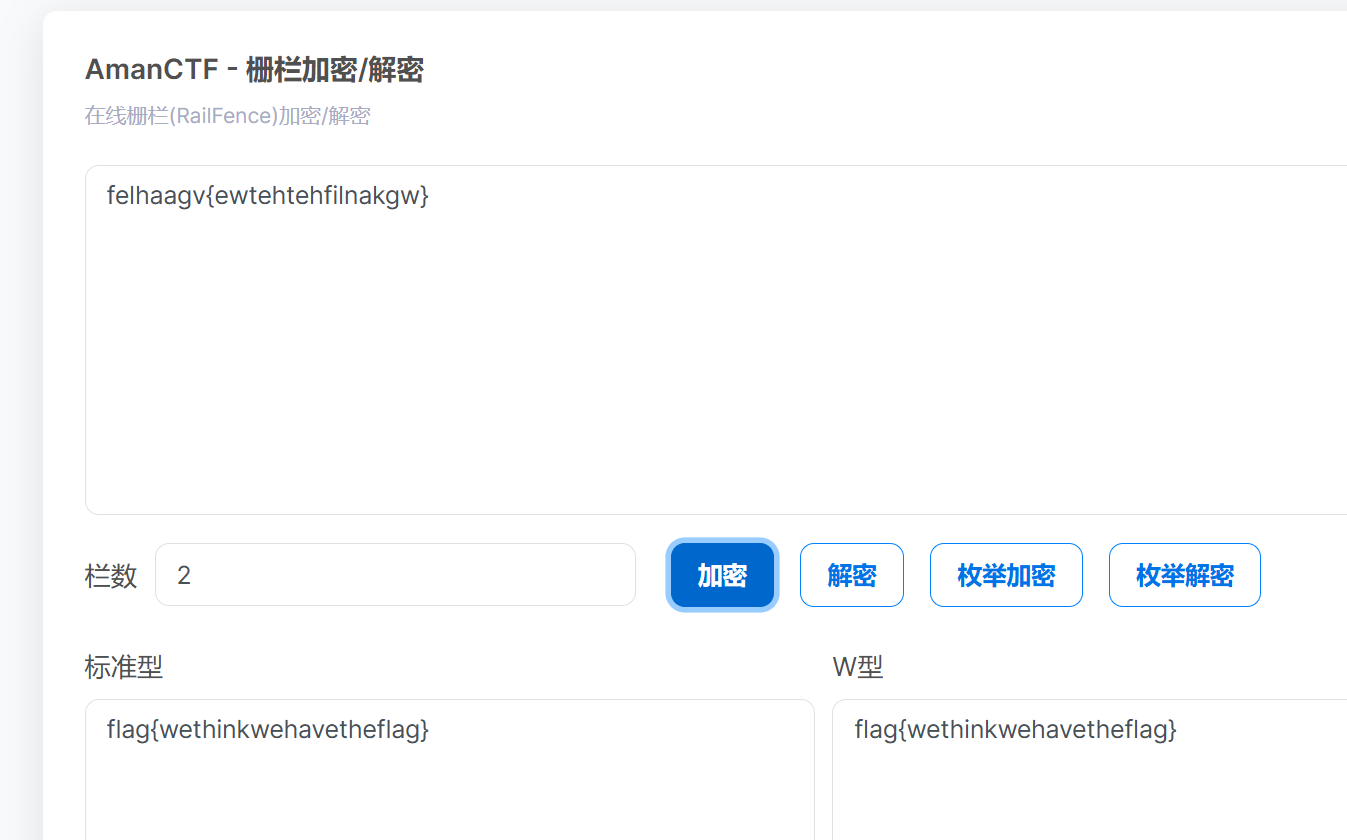 AmanCTF - 栅栏加密/解密
在线栅栏(RailFence)加密/解密
felhaagv{ewtehtehfilnakgw}
栏数 2 加密 解密 枚举加密 枚举解密
标准型 W型
flag{wethinkwehavetheflag} flag{wethinkwehavetheflag}